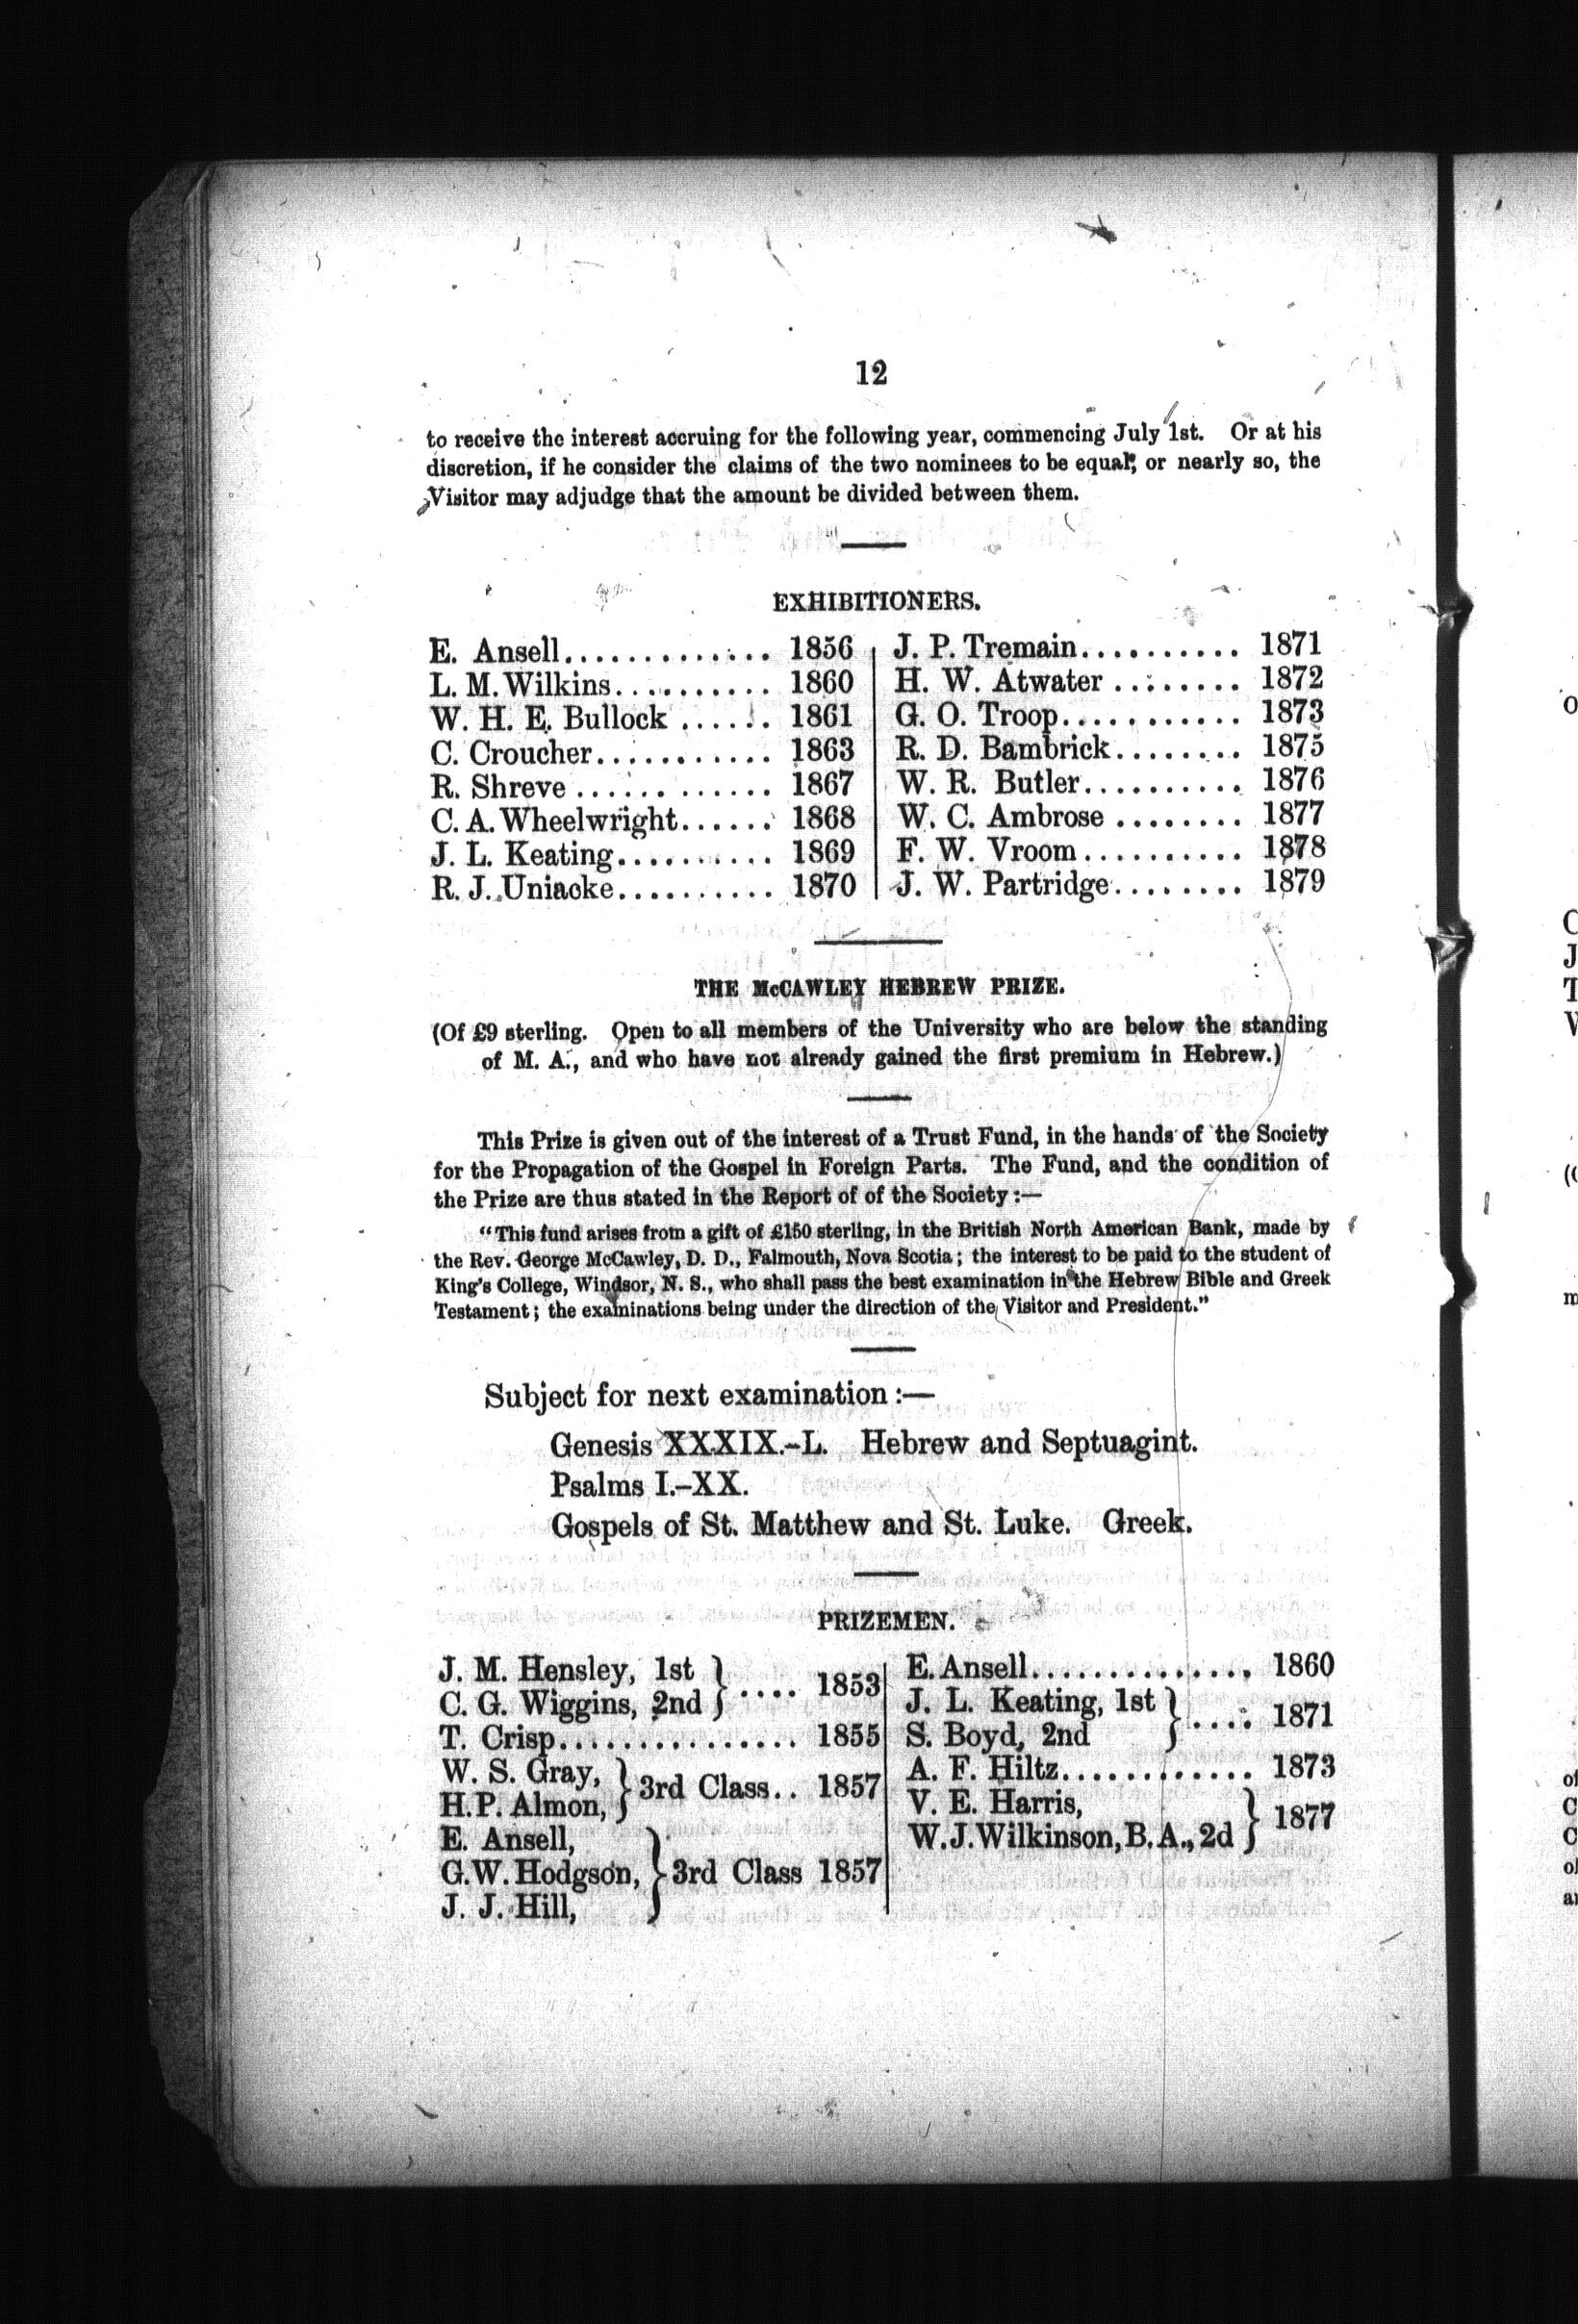 12
to receive the interest accruing for the following year, commencing July 1st. Or at his
discretion, if he consider the claims of the two nominees to be equal, or nearly so, the
Visitor may adjudge that the amount be divided between them.
EXHIBITIONERS.
E. Ansell............. 1856
L. M. Wilkins.......... 1860
W. H. E. Bullock ...... 1861
C. Croucher........... 1863
R. Shreve ............ 1867
C. A. Wheelwright...... 1868
J. L. Keating.......... 1869
R. J. Uniacke.......... 1870
J. P. Tremain.......... 1871
H. W. Atwater ........ 1872
G. O. Troop........... 1873
R. D. Bambrick........ 1875
W. R. Butler.......... 1876
W. C. Ambrose ........ 1877
F. W. Vroom.......... 1878
J. W. Partridge........ 1879
THE McCAWLEY HEBREW PRIZE.
(Of £9 sterling. Open to all members of the University who are below the standing
of M. A., and who have not already gained the first premium in Hebrew.)
This Prize is given out of the interest of a Trust Fund, in the hands of the Society
for the Propagation of the Gospel in Foreign Parts. The Fund, and the condition of
the Prize are thus stated in the Report of of the Society :—
"This fund arises from a gift of £150 sterling, in the British North American Bank, made by
the Rev. George McCawley, D. D., Falmouth, Nova Scotia; the interest to be paid to the student of
King's College, Windsor, N. S., who shall pass the best examination in the Hebrew Bible and Greek
Testament; the examinations being under the direction of the Visitor and President."
Subject for next examination :—
Genesis XXXIX.-L. Hebrew and Septuagint.
Psalms I.-XX.
Gospels of St. Matthew and St. Luke. Greek.
PRIZEMEN.
J. M. Hensley, 1st
C. G. Wiggins, 2nd } .... 1853
T. Crisp............... 1855
W. S. Gray,
H. P. Almon, } 3rd Class.. 1857
E. Ansell,
G. W. Hodgson, } 3rd Class 1857
J. J. Hill,
E. Ansell.............. 1860
J. L. Keating, 1st
S. Boyd, 2nd } .... 1871
A. F. Hiltz............ 1873
V. E. Harris,
W. J. Wilkinson, B. A., 2d } 1877